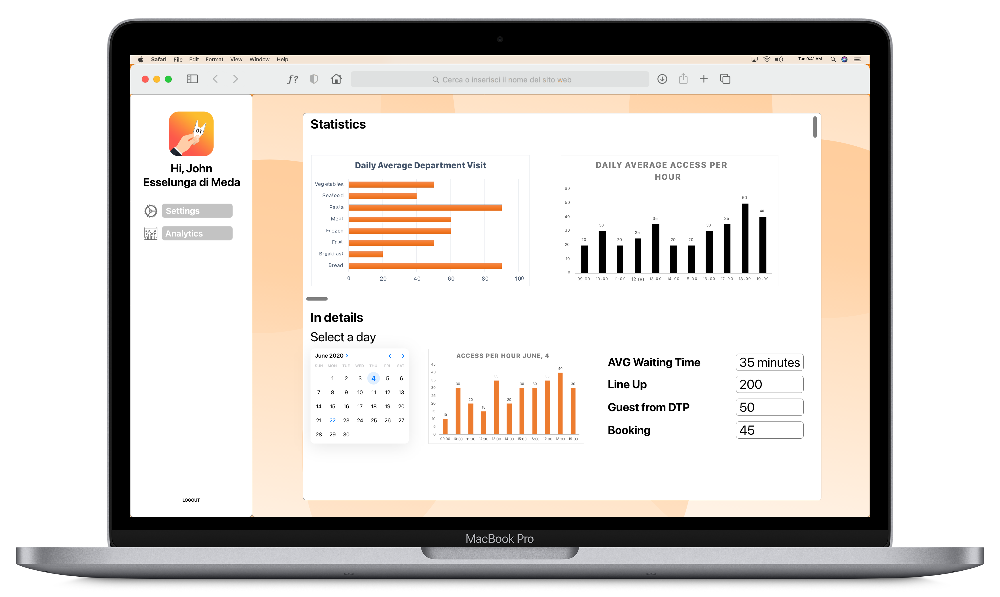 Safari File Edit Format View Window Help
Tue 9:41 AM
ƒ?
Cerca o inserisci il nome del sito web
01
Hi, John
Esselunga di Meda
Settings
Analytics
LOGOUT
Statistics
Daily Average Department Visit
Vegetables
Seafood
Pasta
Meat
Frozen
Fruit
Breakfast
Bread
0 20 40 60 80 100
DAILY AVERAGE ACCESS PER
HOUR
60
50
40
30
20
10
0
20 30 20 25 35 20 20 30 35 50 40
09:00 10:00 11:00 12:00 13:00 14:00 15:00 16:00 17:00 18:00 19:00
In details
Select a day
June 2020
SUN MON TUE WED THU FRI SAT
1 2 3 4 5 6
7 8 9 10 11 12 13
14 15 16 17 18 19 20
21 22 23 24 25 26 27
28 29 30
ACCESS PER HOUR JUNE, 4
45
40
35
30
25
20
15
10
5
0
10 30 20 15 35 20 30 30 35 40 30
09:00 10:00 11:00 12:00 13:00 14:00 15:00 16:00 17:00 18:00 19:00
AVG Waiting Time 35 minutes
Line Up 200
Guest from DTP 50
Booking 45
MacBook Pro